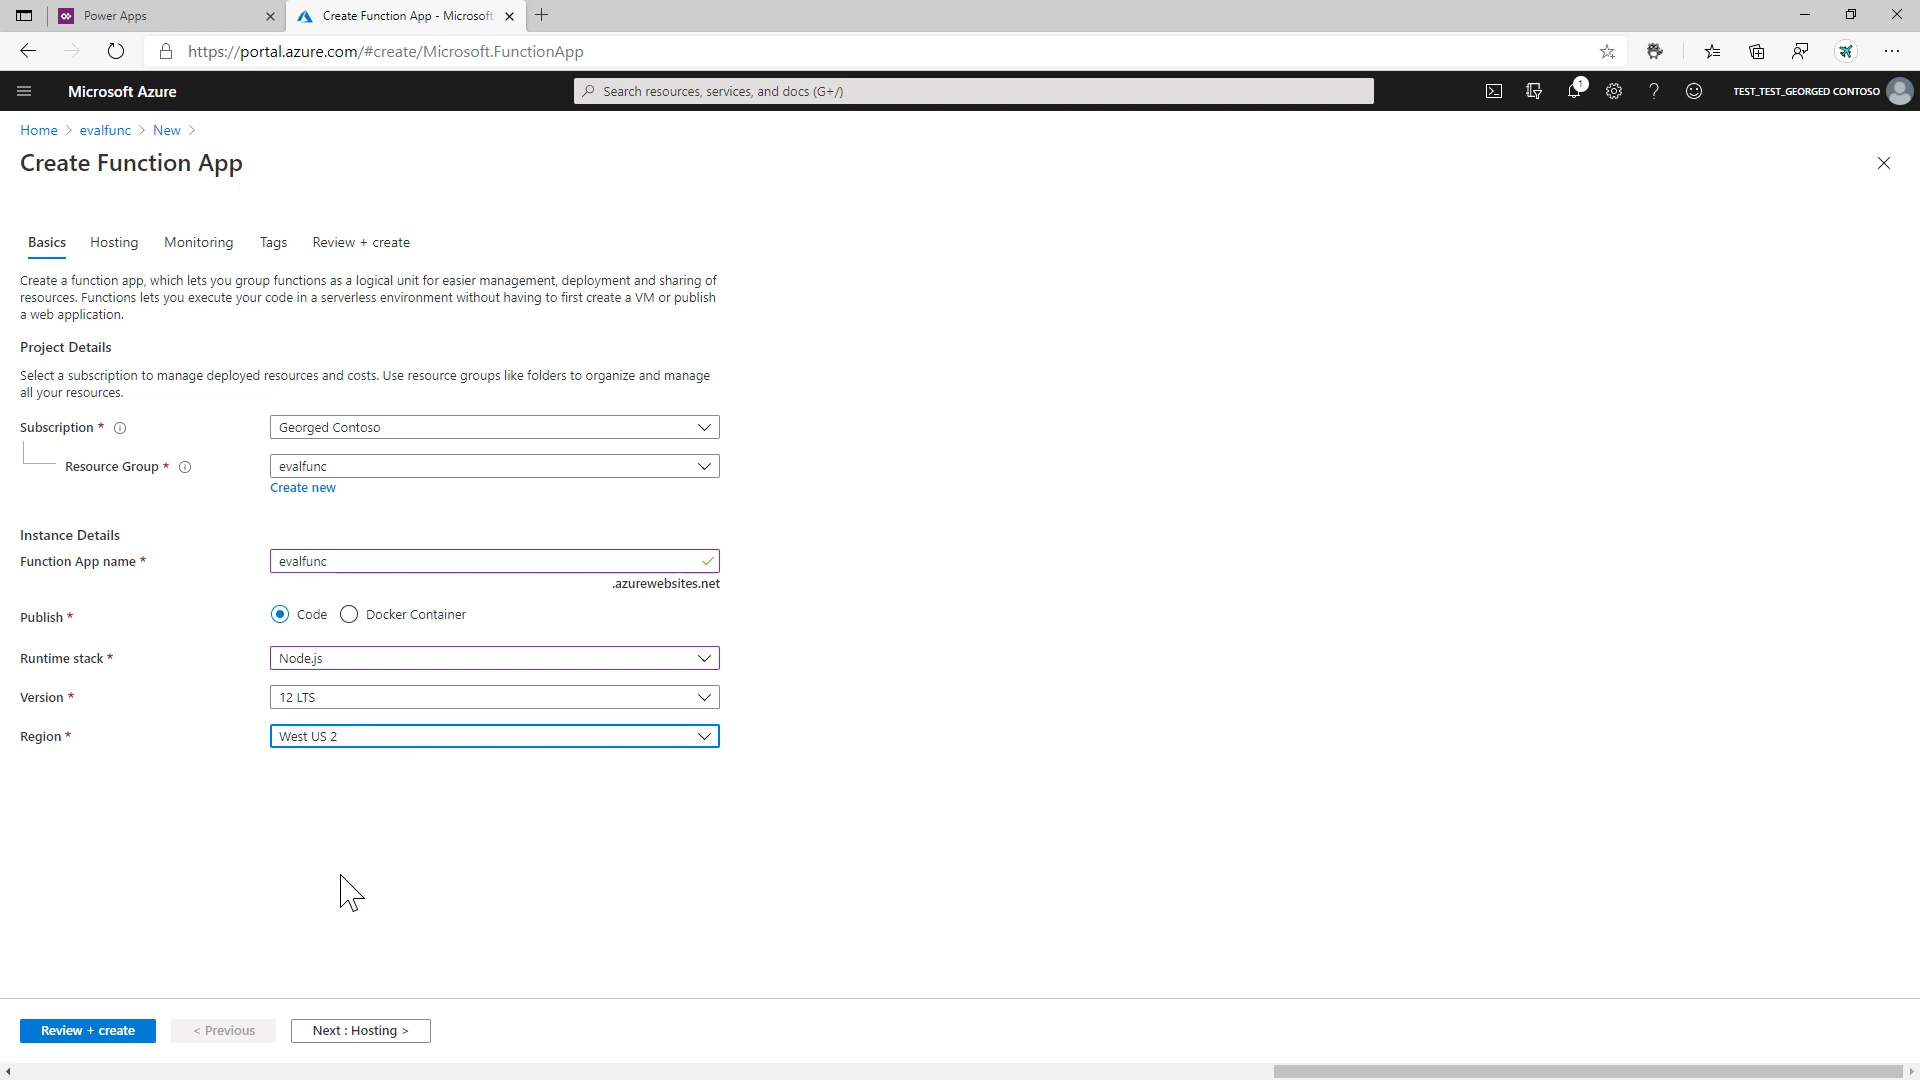 Power Apps
Create Function App - Microsoft
https://portal.azure.com/#create/Microsoft.FunctionApp
Microsoft Azure
Search resources, services, and docs (G+/)
1
TEST_TEST_GEORGED CONTOSO
Home > evalfunc > New >
Create Function App
Basics Hosting Monitoring Tags Review + create
Create a function app, which lets you group functions as a logical unit for easier management, deployment and sharing of
resources. Functions lets you execute your code in a serverless environment without having to first create a VM or publish
a web application.
Project Details
Select a subscription to manage deployed resources and costs. Use resource groups like folders to organize and manage
all your resources.
Subscription * Georged Contoso
Resource Group * evalfunc
Create new
Instance Details
Function App name * evalfunc
.azurewebsites.net
Publish * Code Docker Container
Runtime stack * Node.js
Version * 12 LTS
Region * West US 2
Review + create < Previous Next : Hosting >